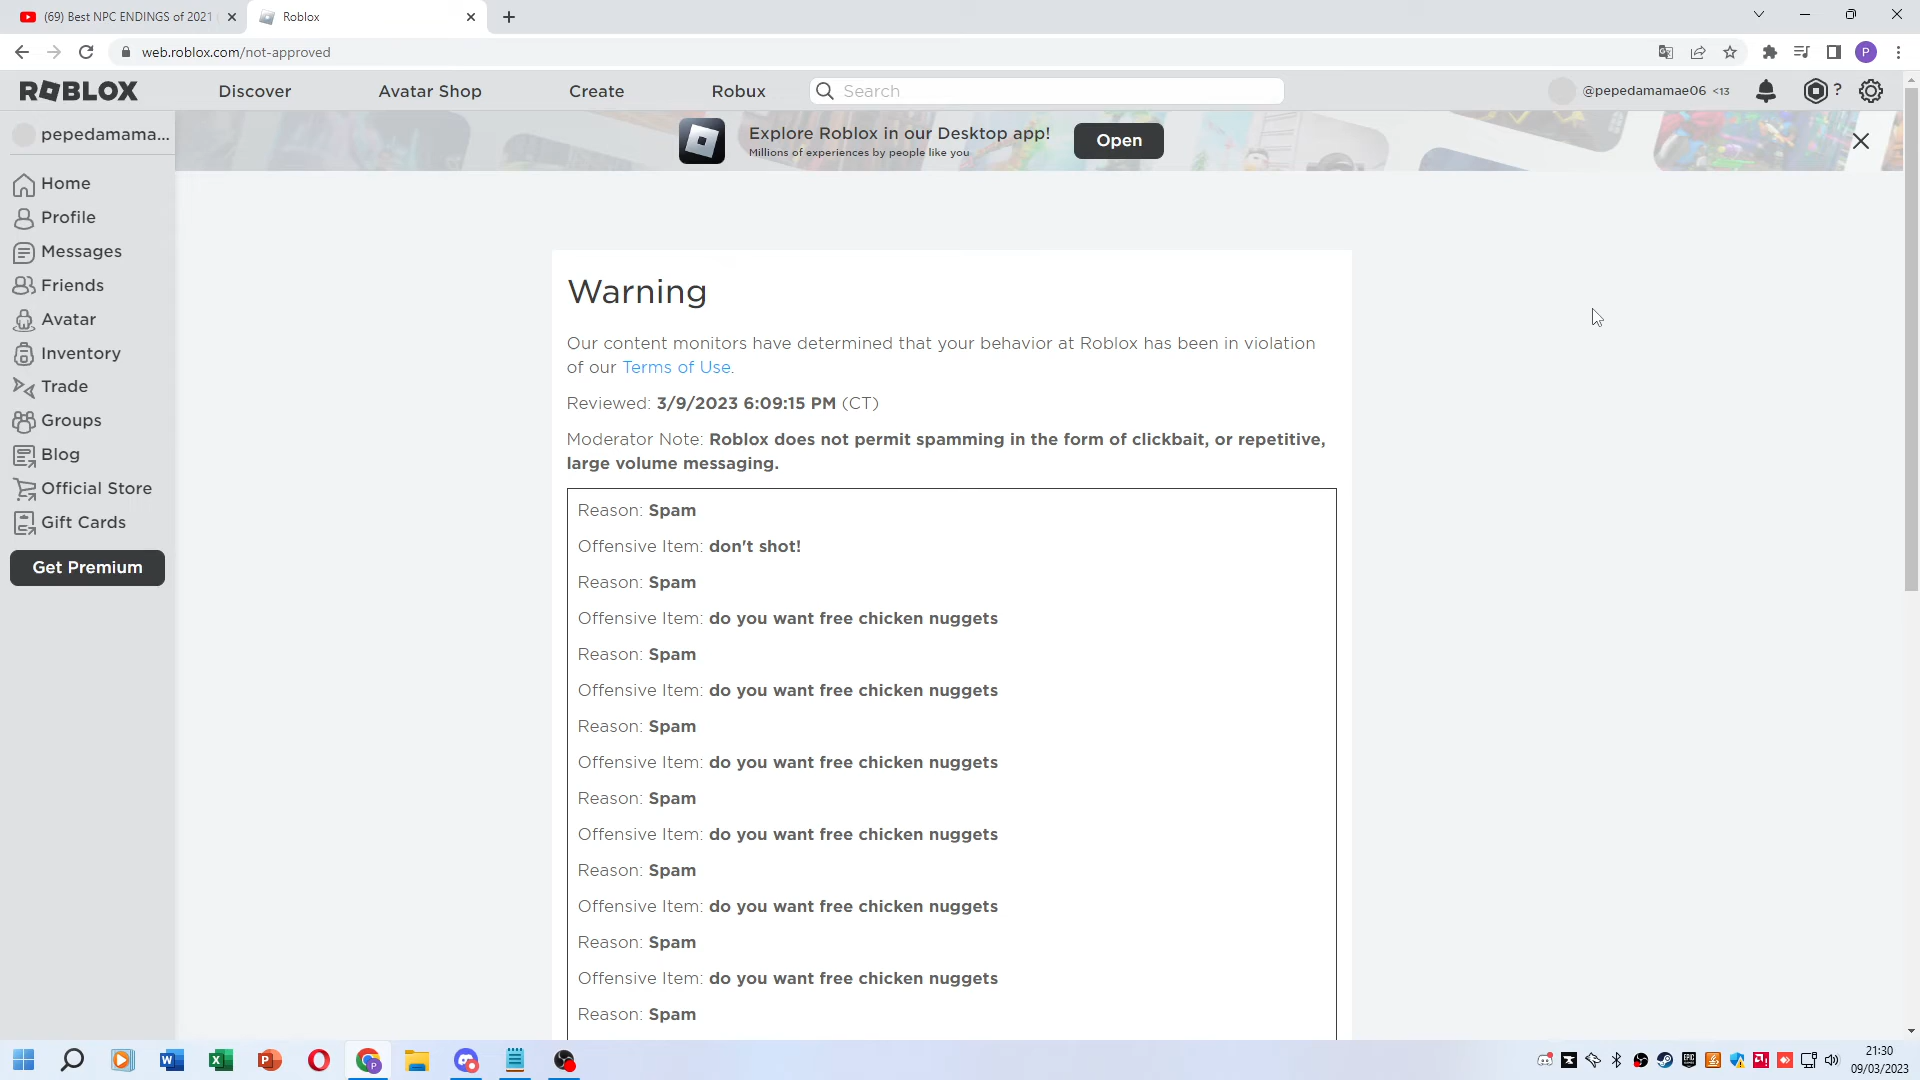 (69) Best NPC ENDINGS of 2021
Roblox
web.roblox.com/not-approved
P
ROBLOX
Discover
Avatar Shop
Create
Robux
Search
@pepedamamae06 <13
?
pepedamama...
Explore Roblox in our Desktop app!
Millions of experiences by people like you
Open
Home
Profile
Messages
Friends
Avatar
Inventory
Trade
Groups
Blog
Official Store
Gift Cards
Get Premium
Warning
Our content monitors have determined that your behavior at Roblox has been in violation
of our Terms of Use.
Reviewed: 3/9/2023 6:09:15 PM (CT)
Moderator Note: Roblox does not permit spamming in the form of clickbait, or repetitive,
large volume messaging.
Reason: Spam
Offensive Item: don't shot!
Reason: Spam
Offensive Item: do you want free chicken nuggets
Reason: Spam
Offensive Item: do you want free chicken nuggets
Reason: Spam
Offensive Item: do you want free chicken nuggets
Reason: Spam
Offensive Item: do you want free chicken nuggets
Reason: Spam
Offensive Item: do you want free chicken nuggets
Reason: Spam
Offensive Item: do you want free chicken nuggets
Reason: Spam
21:30
09/03/2023